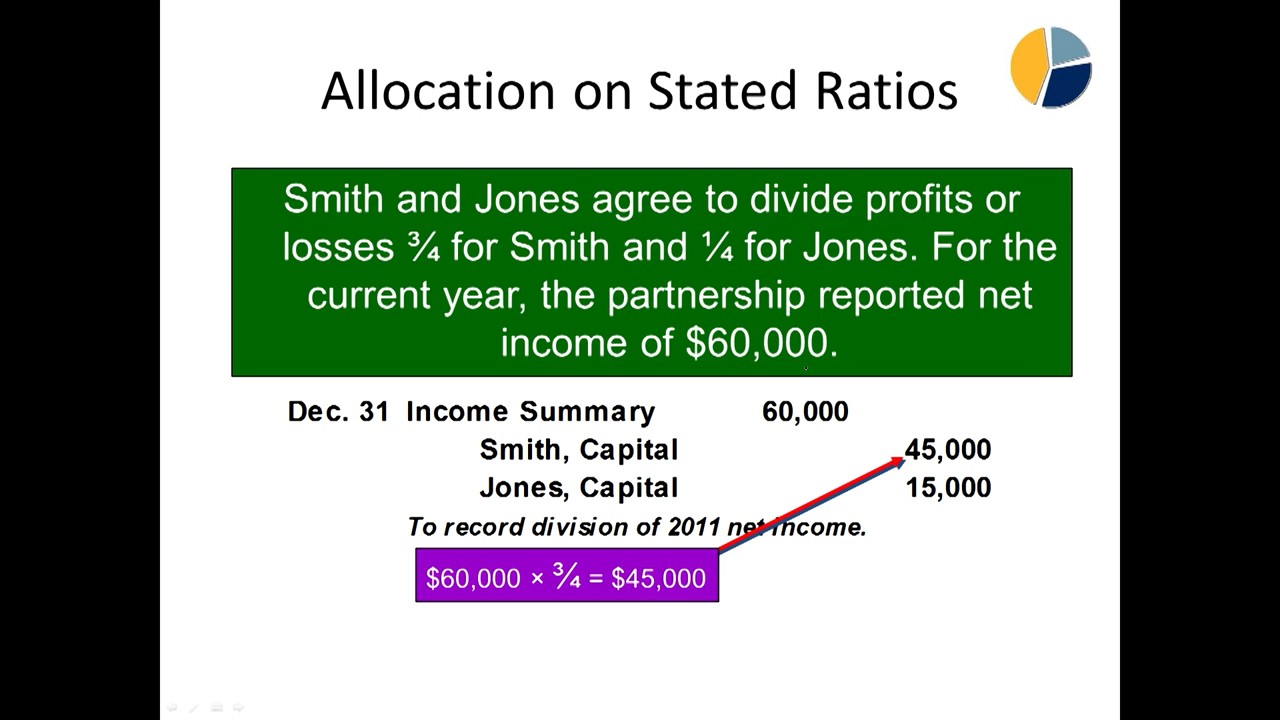 Allocation on Stated Ratios
Smith and Jones agree to divide profits or
losses ¾ for Smith and ¼ for Jones. For the
current year, the partnership reported net
income of $60,000.
Dec. 31 Income Summary 60,000
Smith, Capital 45,000
Jones, Capital 15,000
To record division of 2011 net income.
$60,000 × ¾ = $45,000